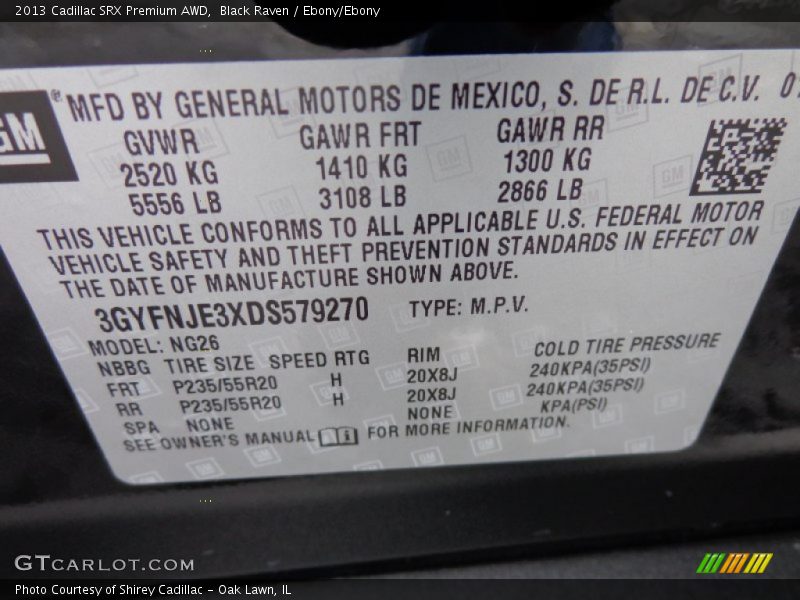 2013 Cadillac SRX Premium AWD,  Black Raven / Ebony/Ebony
GM
® MFD BY GENERAL MOTORS DE MEXICO, S. DE R.L. DE C.V.
GVWR GAWR FRT GAWR RR
2520 KG 1410 KG 1300 KG
5556 LB 3108 LB 2866 LB
THIS VEHICLE CONFORMS TO ALL APPLICABLE U.S. FEDERAL MOTOR
VEHICLE SAFETY AND THEFT PREVENTION STANDARDS IN EFFECT ON
THE DATE OF MANUFACTURE SHOWN ABOVE.
3GYFNJE3XDS579270 TYPE: M.P.V.
MODEL: NG26
NBBG TIRE SIZE SPEED RTG RIM COLD TIRE PRESSURE
FRT P235/55R20 H 20X8J 240KPA(35PSI)
RR P235/55R20 H 20X8J 240KPA(35PSI)
SPA NONE NONE KPA(PSI)
SEE OWNER'S MANUAL FOR MORE INFORMATION.
GTCARLOT.COM
Photo Courtesy of Shirey Cadillac - Oak Lawn, IL